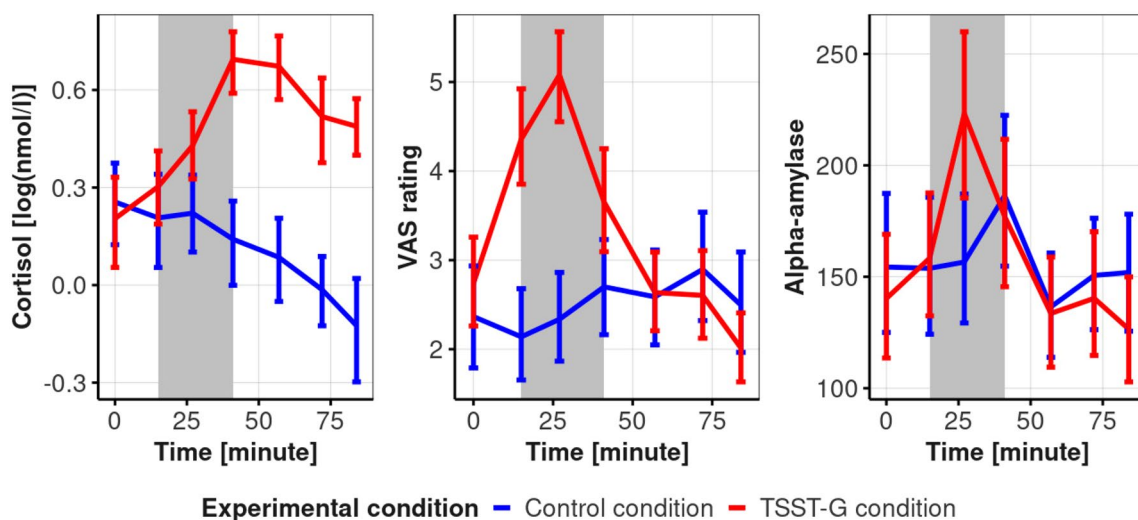 Cortisol [log(nmol/l)]
0.6
0.3
0.0
-0.3
0 25 50 75
Time [minute]
VAS rating
5
4
3
2
0 25 50 75
Time [minute]
Alpha-amylase
250
200
150
100
0 25 50 75
Time [minute]
Experimental condition Control condition TSST-G condition